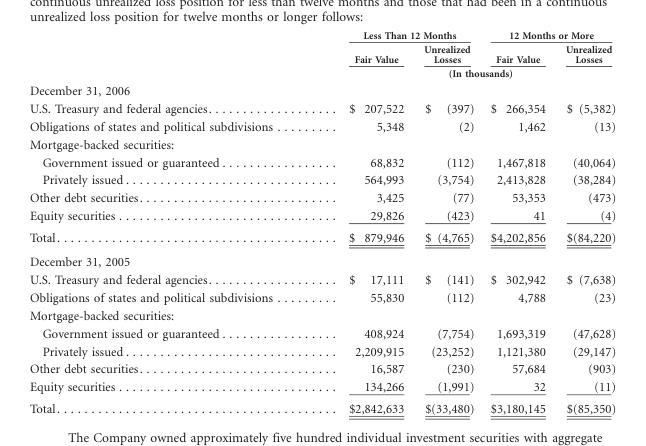 continuous unrealized loss position for less than twelve months and those that had been in a continuous
unrealized loss position for twelve months or longer follows:
Less Than 12 Months 12 Months or More
Fair Value Unrealized Losses Fair Value Unrealized Losses
(In thousands)
December 31, 2006
U.S. Treasury and federal agencies. . . . . . . . . . . . . . . . . . . . $ 207,522 $ (397) $ 266,354 $ (5,382)
Obligations of states and political subdivisions . . . . . . . . . 5,348 (2) 1,462 (13)
Mortgage-backed securities:
Government issued or guaranteed . . . . . . . . . . . . . . . . . . 68,832 (112) 1,467,818 (40,064)
Privately issued . . . . . . . . . . . . . . . . . . . . . . . . . . . . . . . . . 564,993 (3,754) 2,413,828 (38,284)
Other debt securities. . . . . . . . . . . . . . . . . . . . . . . . . . . . . . . 3,425 (77) 53,353 (473)
Equity securities . . . . . . . . . . . . . . . . . . . . . . . . . . . . . . . . . . 29,826 (423) 41 (4)
Total. . . . . . . . . . . . . . . . . . . . . . . . . . . . . . . . . . . . . . . . . . . $ 879,946 $ (4,765) $4,202,856 $(84,220)
December 31, 2005
U.S. Treasury and federal agencies. . . . . . . . . . . . . . . . . . . . $ 17,111 $ (141) $ 302,942 $ (7,638)
Obligations of states and political subdivisions . . . . . . . . . 55,830 (112) 4,788 (23)
Mortgage-backed securities:
Government issued or guaranteed . . . . . . . . . . . . . . . . . . 408,924 (7,754) 1,693,319 (47,628)
Privately issued . . . . . . . . . . . . . . . . . . . . . . . . . . . . . . . . . 2,209,915 (23,252) 1,121,380 (29,147)
Other debt securities. . . . . . . . . . . . . . . . . . . . . . . . . . . . . . . 16,587 (230) 57,684 (903)
Equity securities . . . . . . . . . . . . . . . . . . . . . . . . . . . . . . . . . . 134,266 (1,991) 32 (11)
Total. . . . . . . . . . . . . . . . . . . . . . . . . . . . . . . . . . . . . . . . . . . $2,842,633 $(33,480) $3,180,145 $(85,350)
The Company owned approximately five hundred individual investment securities with aggregate